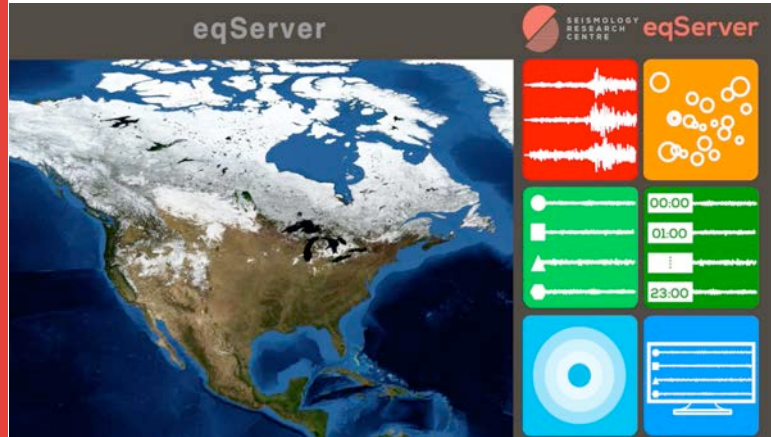 eqServer
SEISMOLOGY
RESEARCH
CENTRE
eqServer
00:00
01:00
23:00